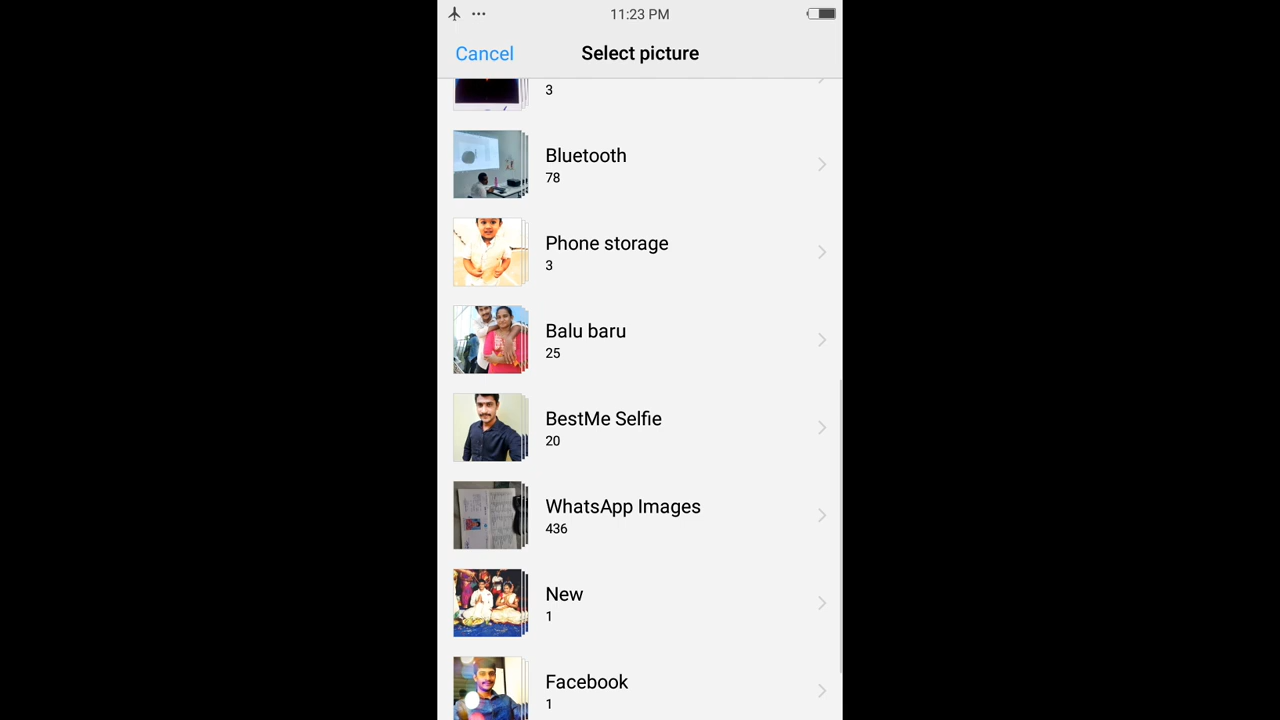 11:23 PM
Cancel
Select picture
3
Bluetooth
78
Phone storage
3
Balu baru
25
BestMe Selfie
20
WhatsApp Images
436
New
1
Facebook
1